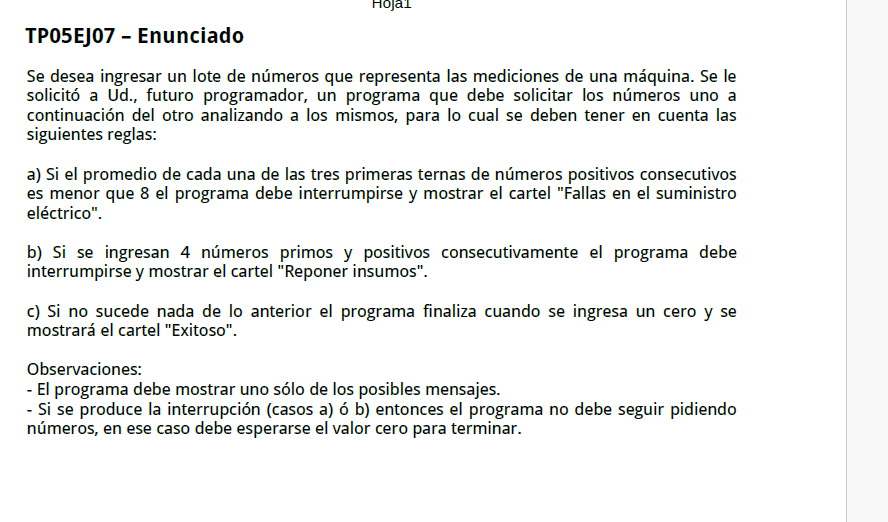 Hoja1
TP05EJ07 – Enunciado
Se desea ingresar un lote de números que representa las mediciones de una máquina. Se le
solicitó a Ud., futuro programador, un programa que debe solicitar los números uno a
continuación del otro analizando a los mismos, para lo cual se deben tener en cuenta las
siguientes reglas:
a) Si el promedio de cada una de las tres primeras ternas de números positivos consecutivos
es menor que 8 el programa debe interrumpirse y mostrar el cartel "Fallas en el suministro
eléctrico".
b) Si se ingresan 4 números primos y positivos consecutivamente el programa debe
interrumpirse y mostrar el cartel "Reponer insumos".
c) Si no sucede nada de lo anterior el programa finaliza cuando se ingresa un cero y se
mostrará el cartel "Exitoso".
Observaciones:
- El programa debe mostrar uno sólo de los posibles mensajes.
- Si se produce la interrupción (casos a) ó b) entonces el programa no debe seguir pidiendo
números, en ese caso debe esperarse el valor cero para terminar.